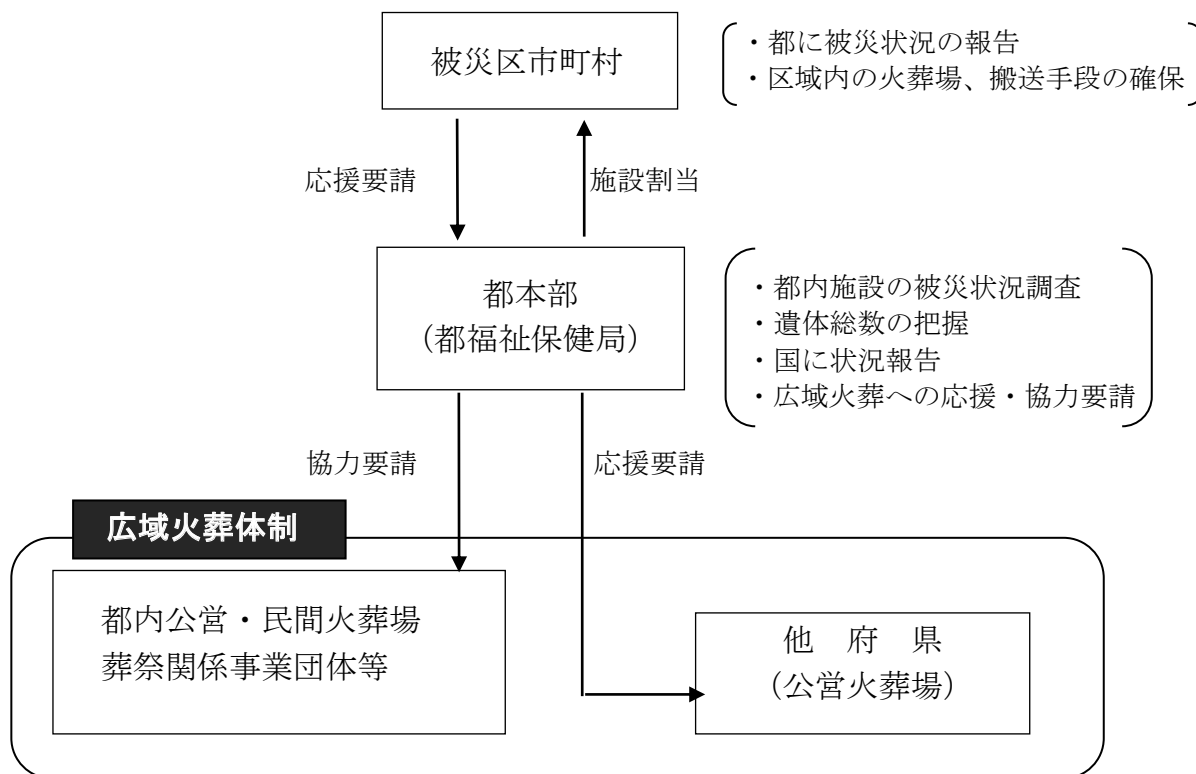 被災区市町村
・都に被災状況の報告
・区域内の火葬場、搬送手段の確保
応援要請
施設割当
都本部
（都福祉保健局）
・都内施設の被災状況調査
・遺体総数の把握
・国に状況報告
・広域火葬への応援・協力要請
協力要請
応援要請
広域火葬体制
都内公営・民間火葬場
葬祭関係事業団体等
他　府　県
（公営火葬場）